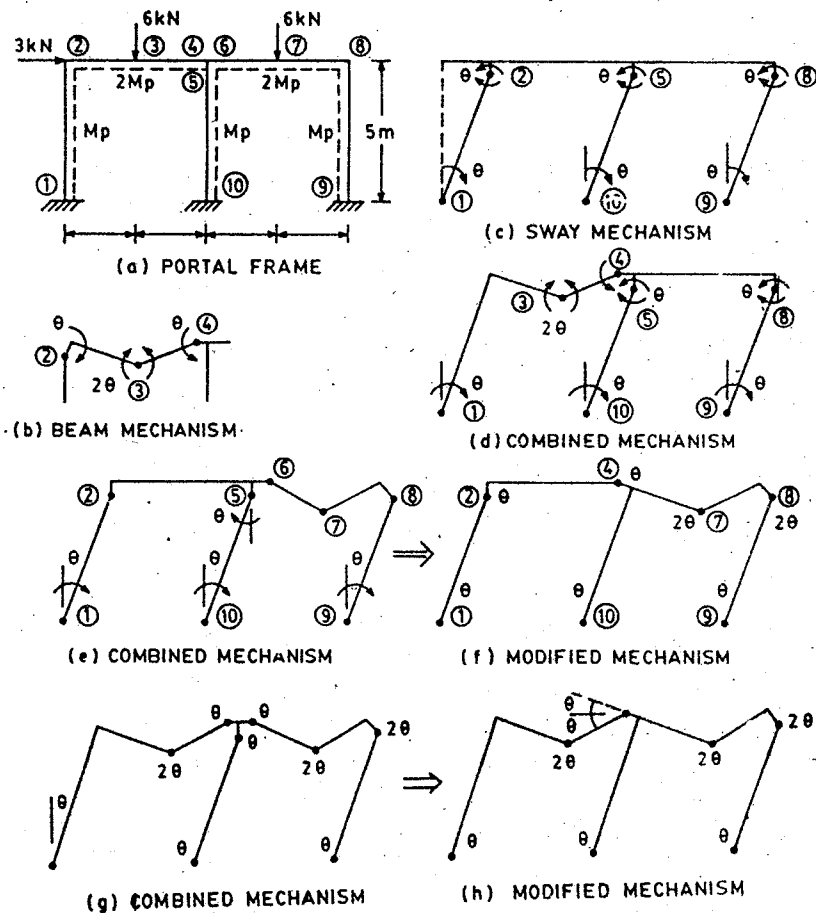 6kN 6kN
3kN ② ③ ④ ⑥ ⑦ ⑧
2Mp ⑤ 2Mp
Mp Mp Mp 5m
① ⑩ ⑨
(a) PORTAL FRAME
θ ② θ ⑤ θ ⑧
θ θ θ
① ⑩ ⑨
(c) SWAY MECHANISM
θ θ ④
②
2θ ③
(b) BEAM MECHANISM
④
③ θ θ
2θ ⑤ ⑧
θ θ θ
① ⑩ ⑨
(d) COMBINED MECHANISM
⑥
② ⑤ ⑧
θ ⑦
θ θ θ
① ⑩ ⑨
(e) COMBINED MECHANISM
④ θ
② θ ⑧
2θ ⑦ 2θ
θ θ θ
① ⑩ ⑨
(f) MODIFIED MECHANISM
θ θ
θ 2θ
2θ 2θ
θ θ θ
(g) COMBINED MECHANISM
θ
θ 2θ
2θ 2θ
θ θ θ
(h) MODIFIED MECHANISM